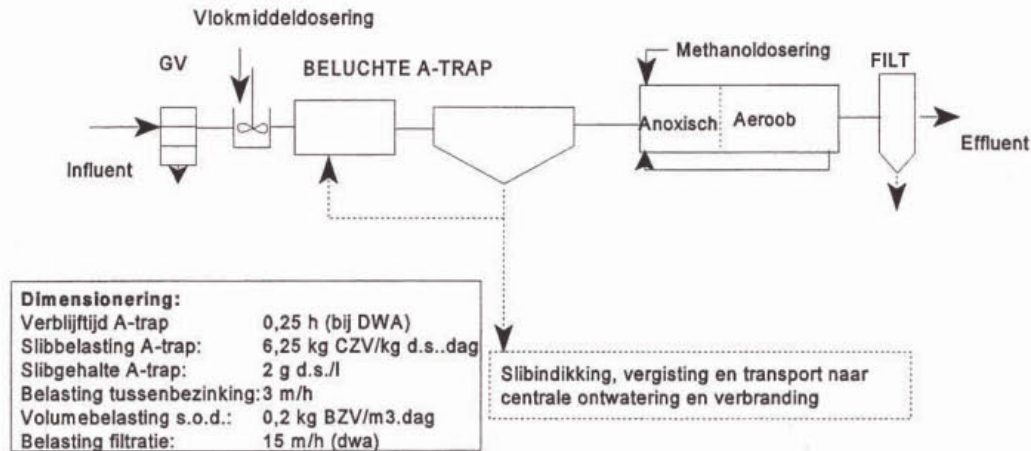 Vlokmiddeldosering
GV
BELUCHTE A-TRAP
Methanoldosering
FILT
Anoxisch
Aeroob
Influent
Effluent
Dimensionering:
Verblijftijd A-trap 0,25 h (bij DWA)
Slibbelasting A-trap: 6,25 kg CZV/kg d.s..dag
Slibgehalte A-trap: 2 g d.s./l
Belasting tussenbezinking: 3 m/h
Volumebelasting s.o.d.: 0,2 kg BZV/m3.dag
Belasting filtratie: 15 m/h (dwa)
Slibindikking, vergisting en transport naar
centrale ontwatering en verbranding